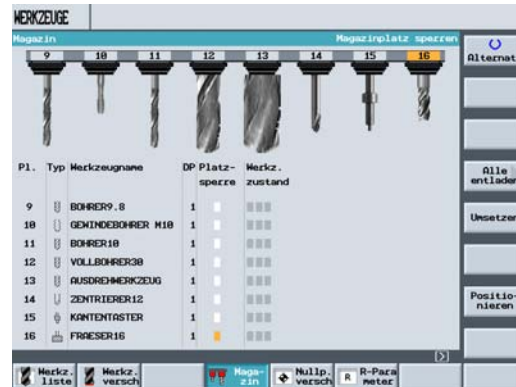 WERKZEUGE
Magazin Magazinplatz sperren
9 10 11 12 13 14 15 16
Alternat
Pl. Typ Werkzeugname DP Platz- Werkz.
sperre zustand
Alle
entladen
9 BOHRER9.8 1
10 GEWINDEBOHRER M10 1
Umsetzen
11 BOHRER10 1
12 VOLLBOHRER30 1
13 AUSDREHWERKZEUG 1
14 ZENTRIERER12 1
Positio-
nieren
15 KANTENTASTER 1
16 FRAESER16 1
Werkz.
liste
Werkz.
versch
Maga-
zin
Nullp.
versch
R R-Para
meter